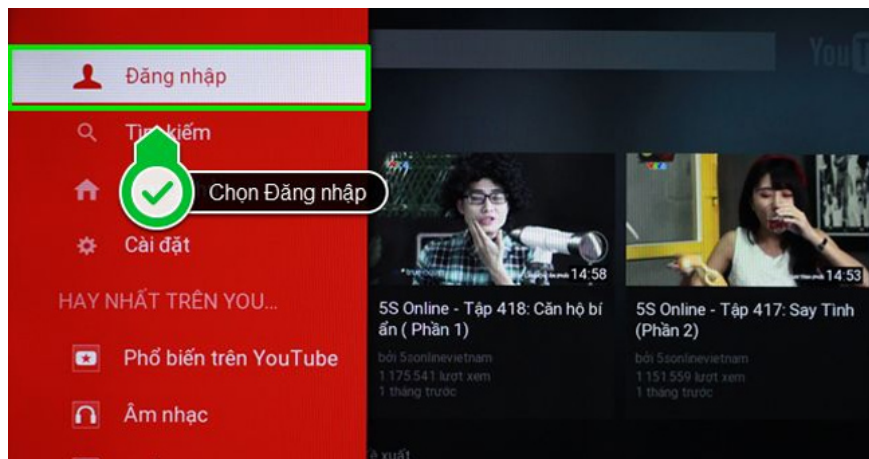 Đăng nhập
YouT
Tìm kiếm
Chọn Đăng nhập
Cài đặt
HAY NHẤT TRÊN YOU...
Phổ biến trên YouTube
Âm nhạc
14:58
14:53
5S Online - Tập 418: Căn hộ bí
ẩn ( Phần 1)
bởi 5sonlinevietnam
1 175 541 lượt xem
1 tháng trước
5S Online - Tập 417: Say Tình
(Phần 2)
bởi 5sonlinevietnam
1 151 559 lượt xem
1 tháng trước
xuất